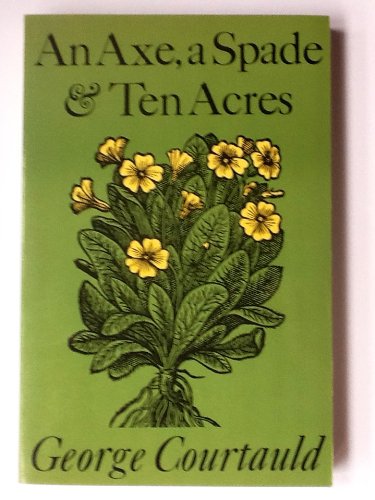 An Axe, a Spade
& Ten Acres
George Courtauld